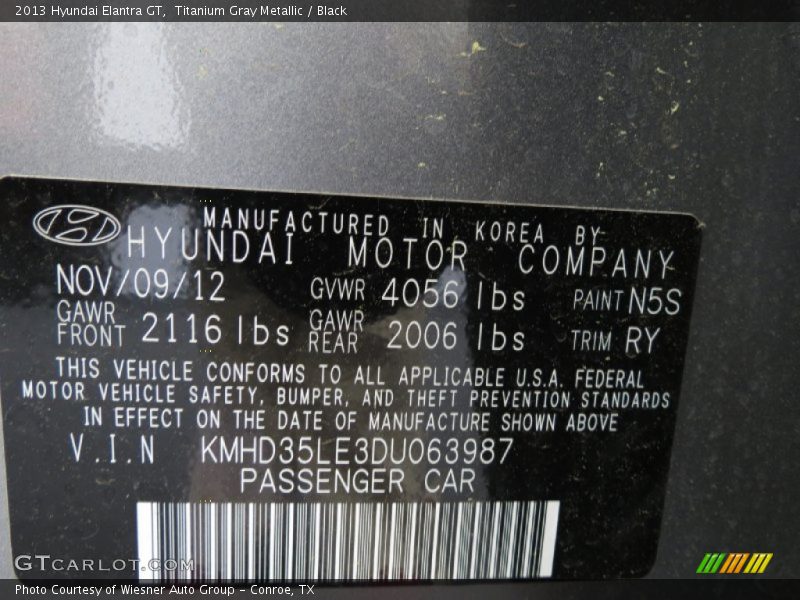 2013 Hyundai Elantra GT, Titanium Gray Metallic / Black
MANUFACTURED IN KOREA BY
HYUNDAI MOTOR COMPANY
NOV/09/12 GVWR 4056 lbs PAINT N5S
GAWR FRONT 2116 lbs GAWR REAR 2006 lbs TRIM RY
THIS VEHICLE CONFORMS TO ALL APPLICABLE U.S.A. FEDERAL
MOTOR VEHICLE SAFETY, BUMPER, AND THEFT PREVENTION STANDARDS
IN EFFECT ON THE DATE OF MANUFACTURE SHOWN ABOVE
V.I.N KMHD35LE3DU063987
PASSENGER CAR
GTcarlot.com
Photo Courtesy of Wiesner Auto Group - Conroe, TX